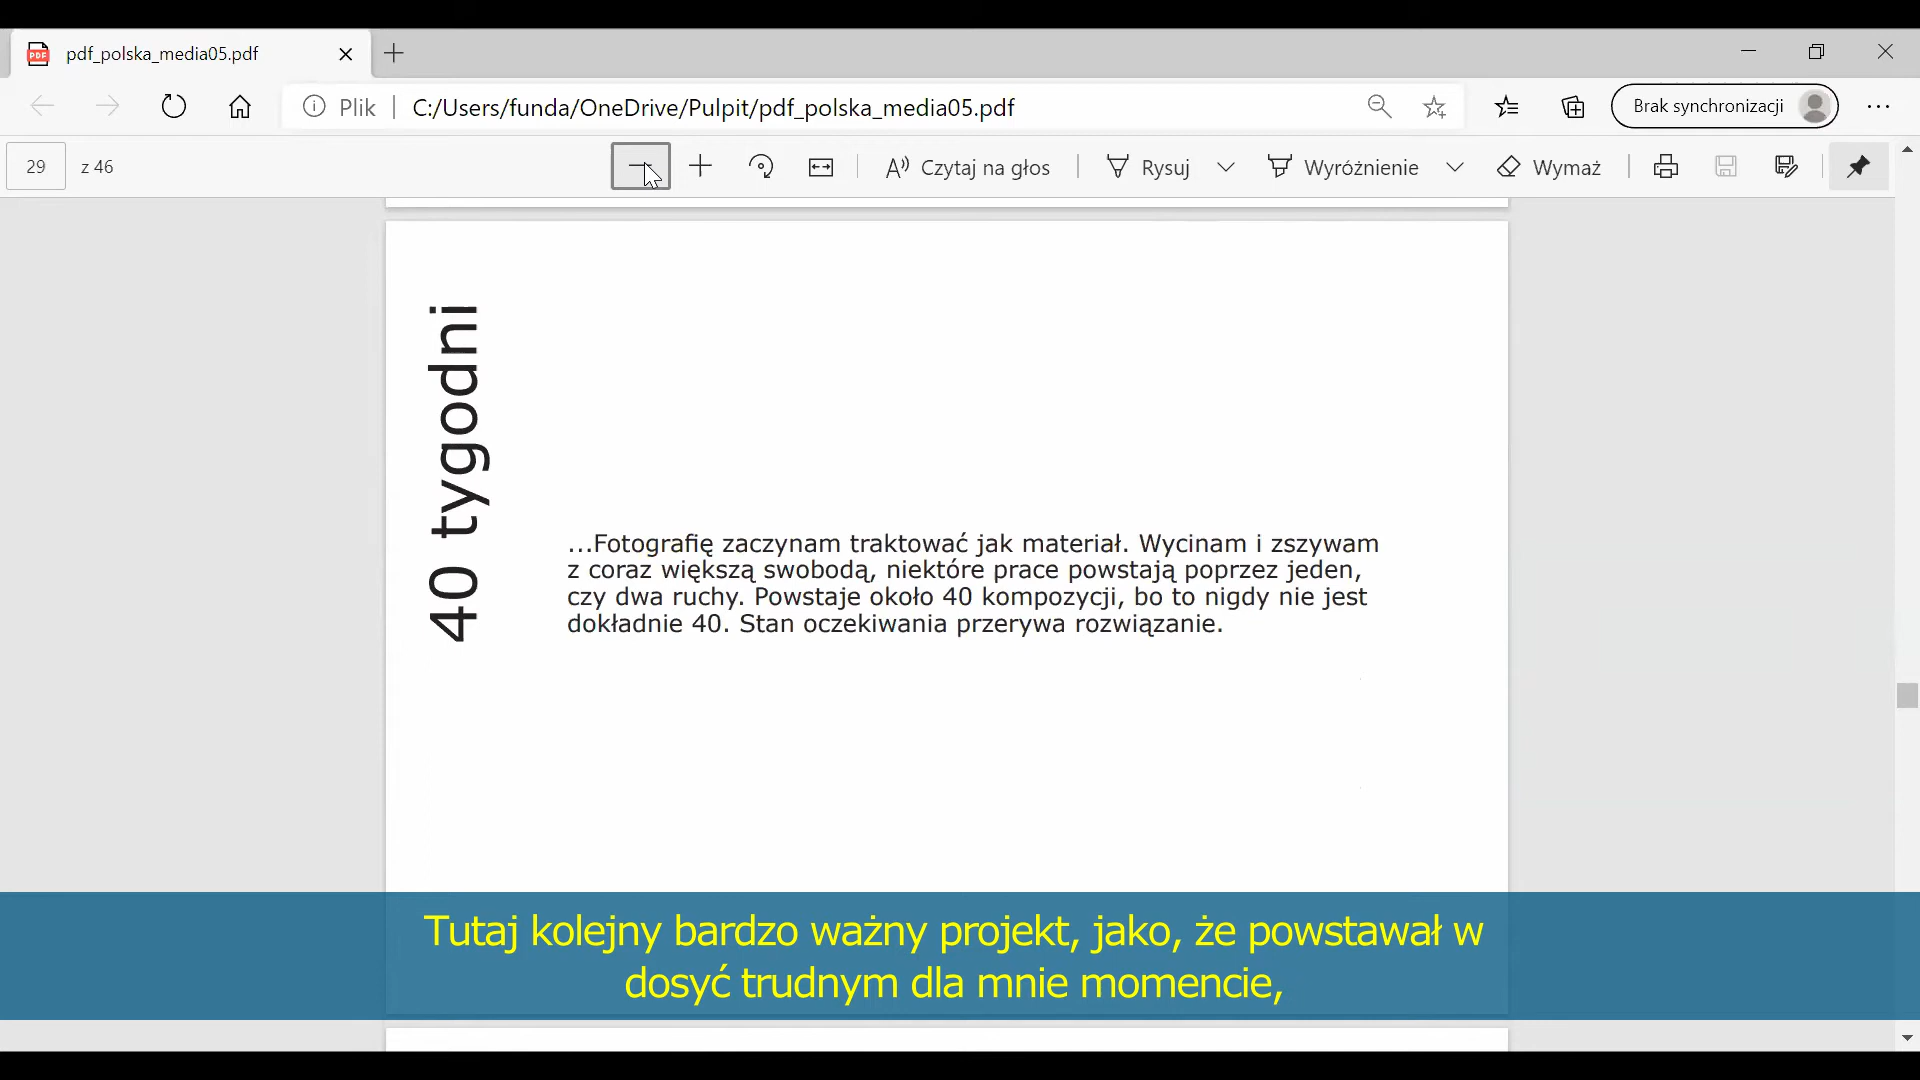 pdf_polska_media05.pdf
Plik
C:/Users/funda/OneDrive/Pulpit/pdf_polska_media05.pdf
Brak synchronizacji
29
z 46
Czytaj na głos
Rysuj
Wyróżnienie
Wymaż
40 tygodni
...Fotografię zaczynam traktować jak materiał. Wycinam i zszywam
z coraz większą swobodą, niektóre prace powstają poprzez jeden,
czy dwa ruchy. Powstaje około 40 kompozycji, bo to nigdy nie jest
dokładnie 40. Stan oczekiwania przerywa rozwiązanie.
Tutaj kolejny bardzo ważny projekt, jako, że powstawał w
dosyć trudnym dla mnie momencie,